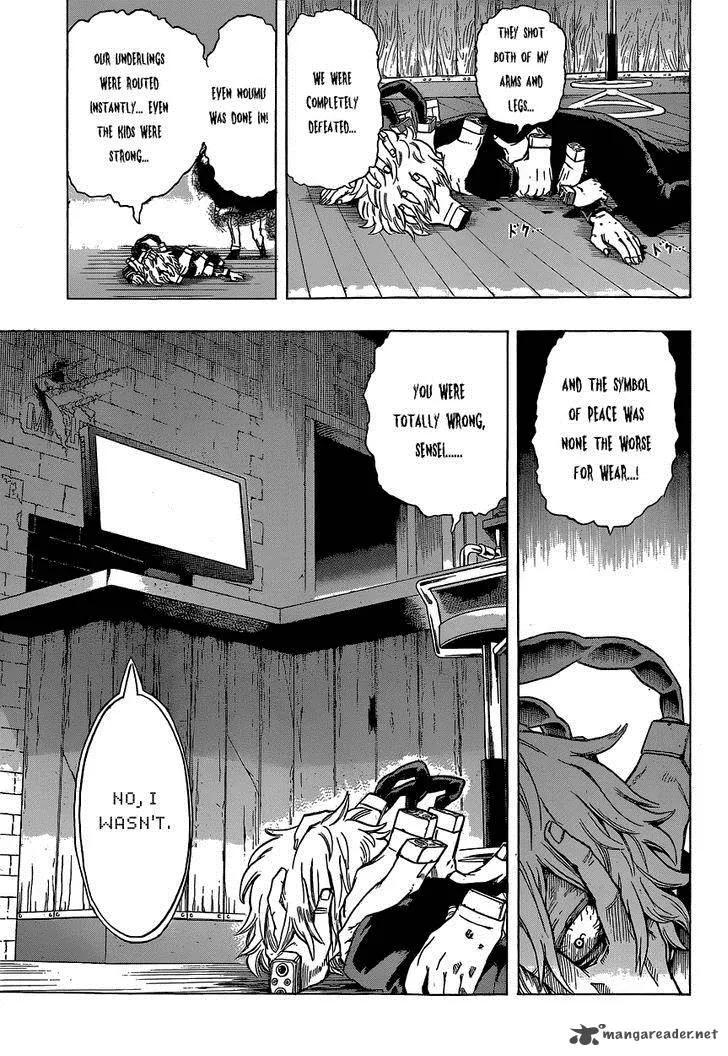 THEY SHOT
BOTH OF MY
ARMS AND
LEGS...
WE WERE
COMPLETELY
DEFEATED...
ドク...
ドク...
EVEN NOUMU
WAS DONE IN!
OUR UNDERLINGS
WERE ROUTED
INSTANTLY... EVEN
THE KIDS WERE
STRONG...
AND THE SYMBOL
OF PEACE WAS
NONE THE WORSE
FOR WEAR...!
YOU WERE
TOTALLY WRONG,
SENSEI......
NO, I
WASN'T.
mangareader.net